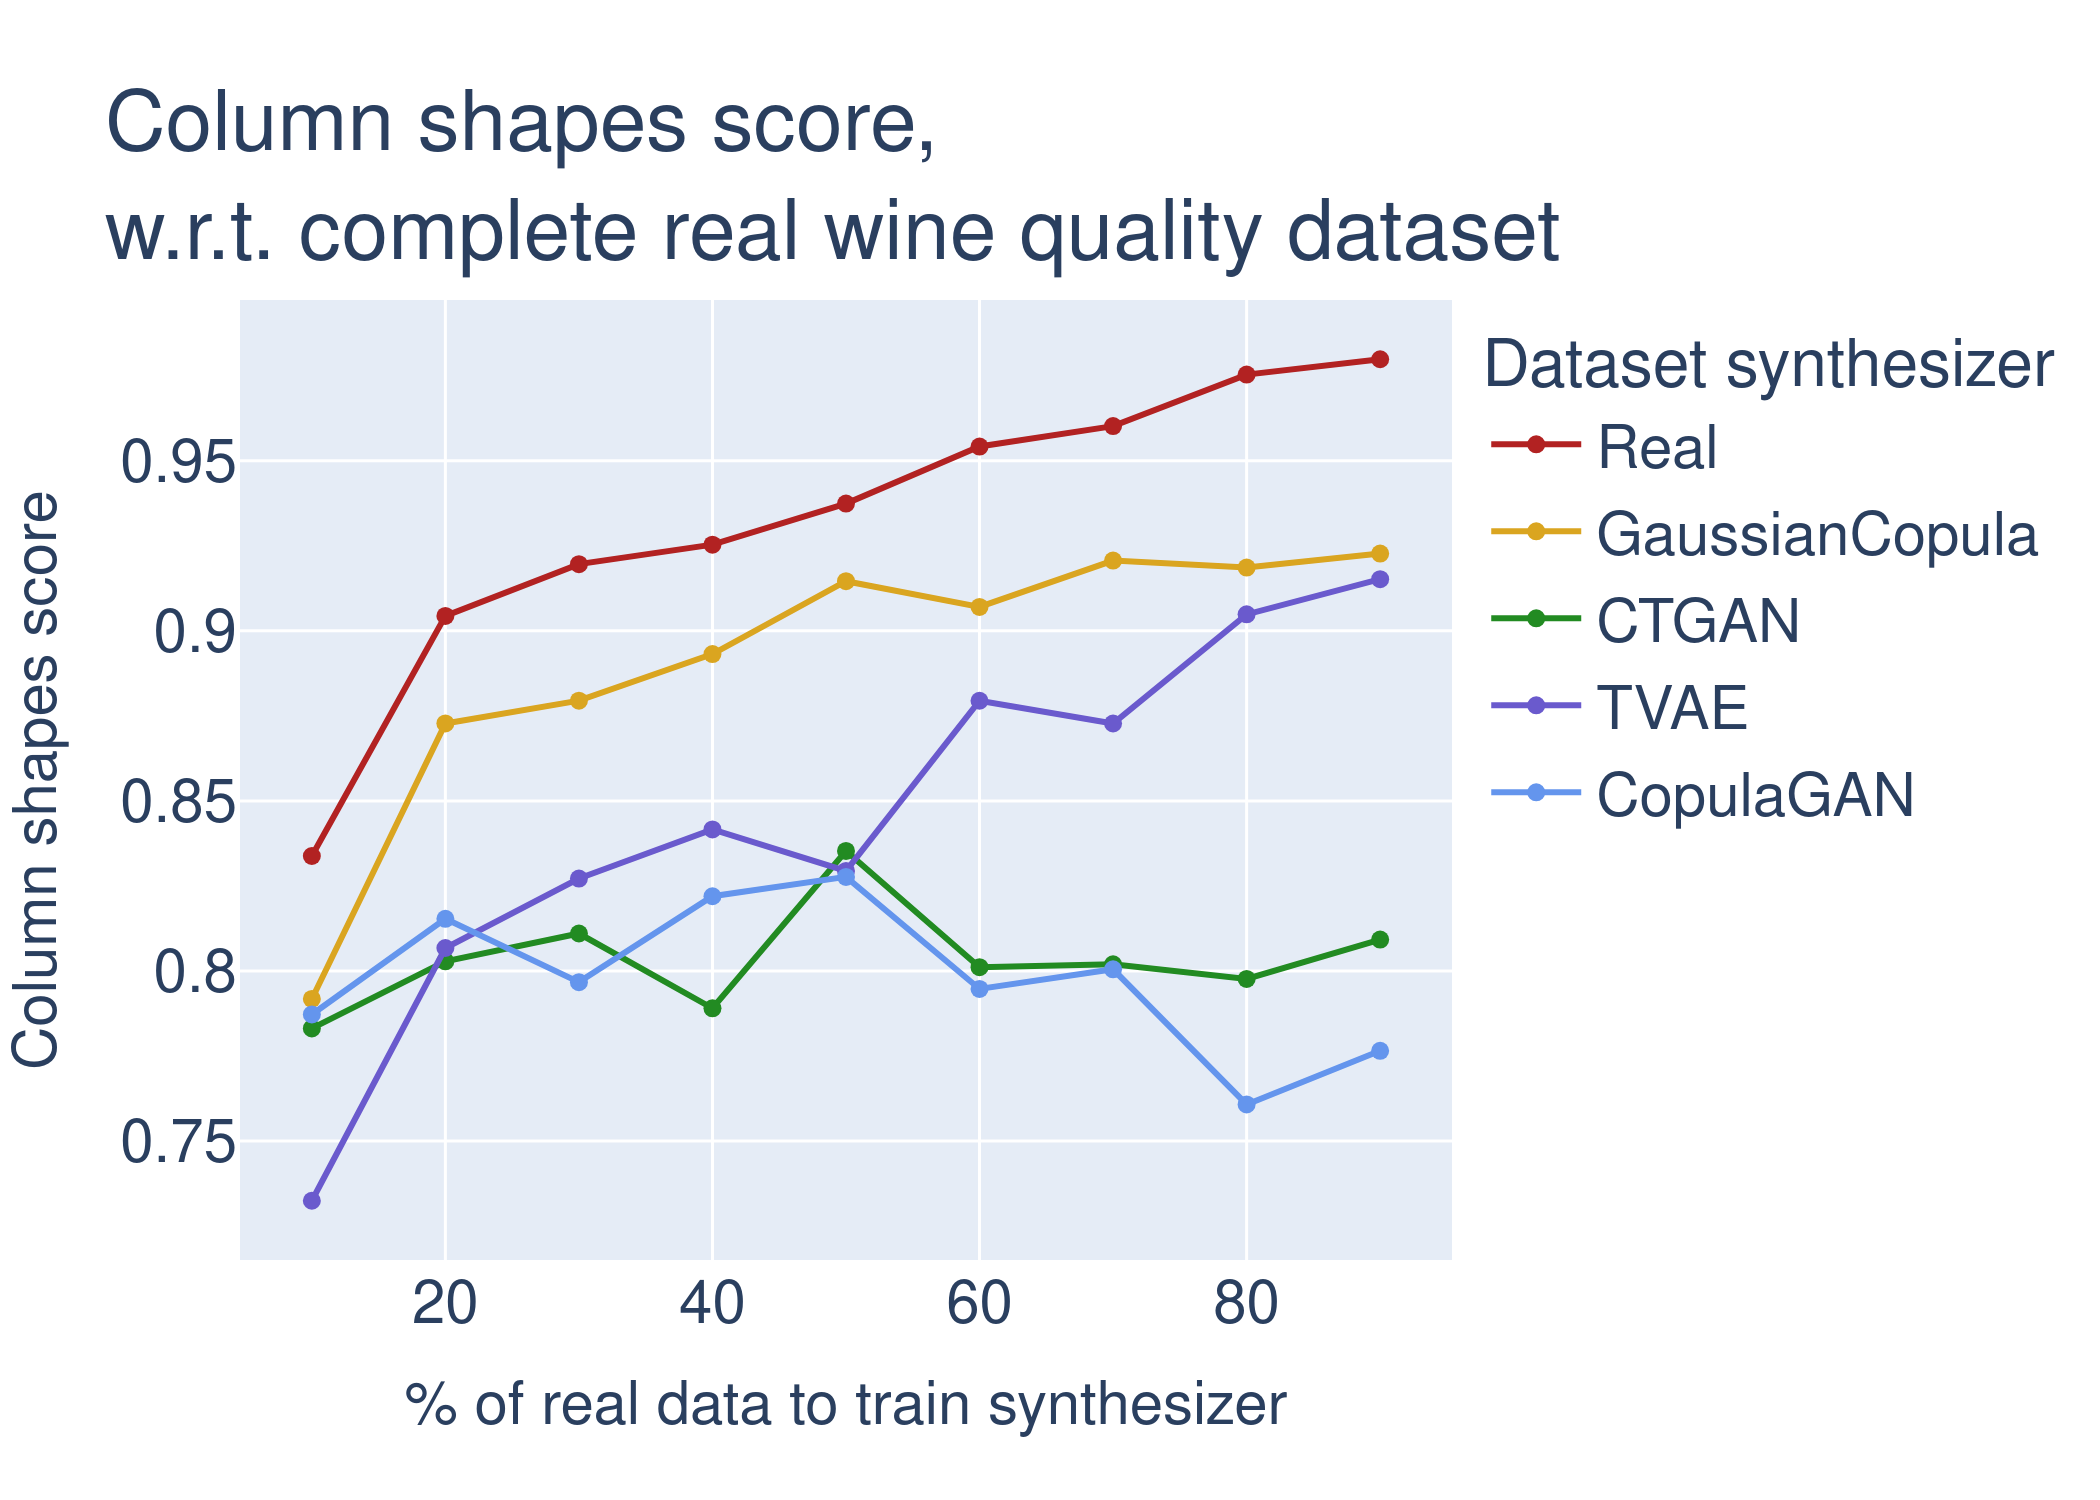 Column shapes score,
w.r.t. complete real wine quality dataset
Dataset synthesizer
Real
GaussianCopula
CTGAN
TVAE
CopulaGAN
Column shapes score
0.95
0.9
0.85
0.8
0.75
20 40 60 80
% of real data to train synthesizer